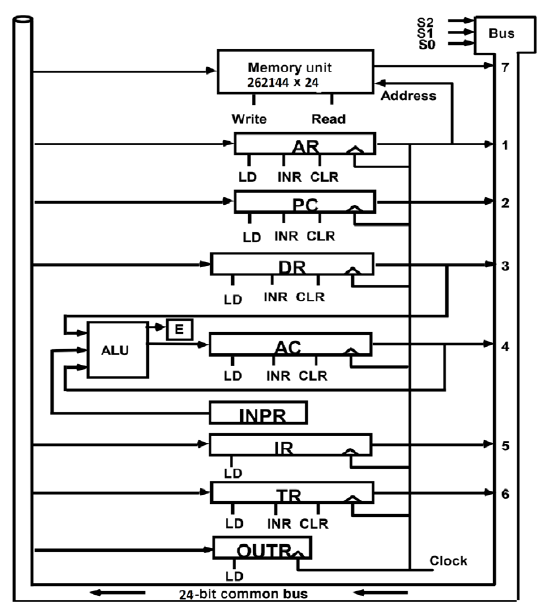 S2
S1
S0
Bus
Memory unit
262144 x 24
7
Address
Write Read
AR
1
LD INR CLR
PC
2
LD INR CLR
DR
3
LD INR CLR
E
ALU
AC
4
LD INR CLR
INPR
IR
5
LD
TR
6
LD INR CLR
OUTR
Clock
LD
24-bit common bus